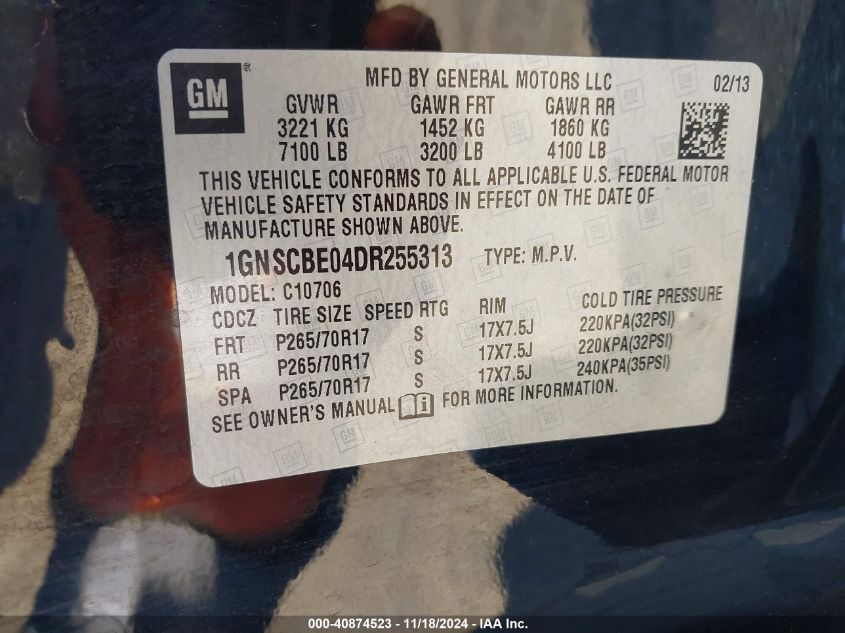 GM ®
MFD BY GENERAL MOTORS LLC 02/13
GVWR GAWR FRT GAWR RR
3221 KG 1452 KG 1860 KG
7100 LB 3200 LB 4100 LB
THIS VEHICLE CONFORMS TO ALL APPLICABLE U.S. FEDERAL MOTOR
VEHICLE SAFETY STANDARDS IN EFFECT ON THE DATE OF
MANUFACTURE SHOWN ABOVE.
1GNSCBE04DR255313 TYPE: M.P.V.
MODEL: C10706
CDCZ TIRE SIZE SPEED RTG RIM COLD TIRE PRESSURE
FRT P265/70R17 S 17X7.5J 220KPA(32PSI)
RR P265/70R17 S 17X7.5J 220KPA(32PSI)
SPA P265/70R17 S 17X7.5J 240KPA(35PSI)
SEE OWNER'S MANUAL i FOR MORE INFORMATION.
000-40874523 - 11/18/2024 - IAA Inc.